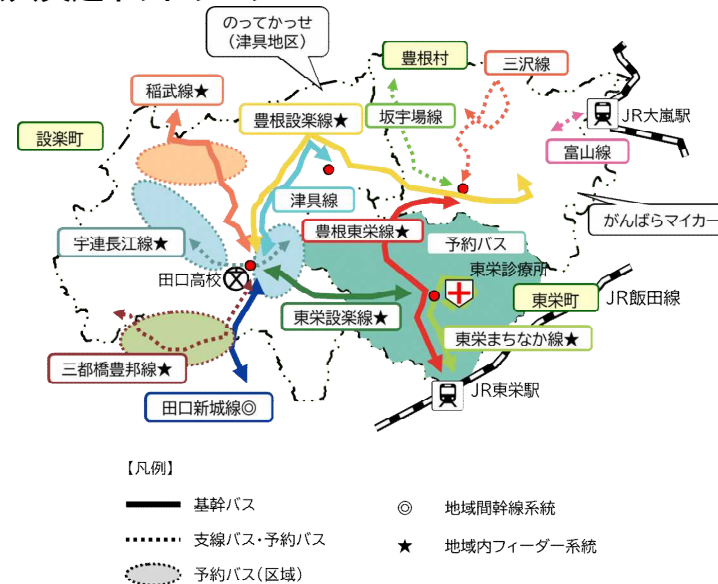 のってかっせ
（津具地区）
豊根村
三沢線
稲武線★
豊根設楽線★
坂宇場線
JR大嵐駅
設楽町
富山線
津具線
がんばらマイカー
宇連長江線★
豊根東栄線★
予約バス
田口高校
東栄診療所
東栄町
JR飯田線
東栄設楽線★
東栄まちなか線★
三都橋豊邦線★
JR東栄駅
田口新城線◎
【凡例】
基幹バス
◎ 地域間幹線系統
支線バス・予約バス
★ 地域内フィーダー系統
予約バス（区域）